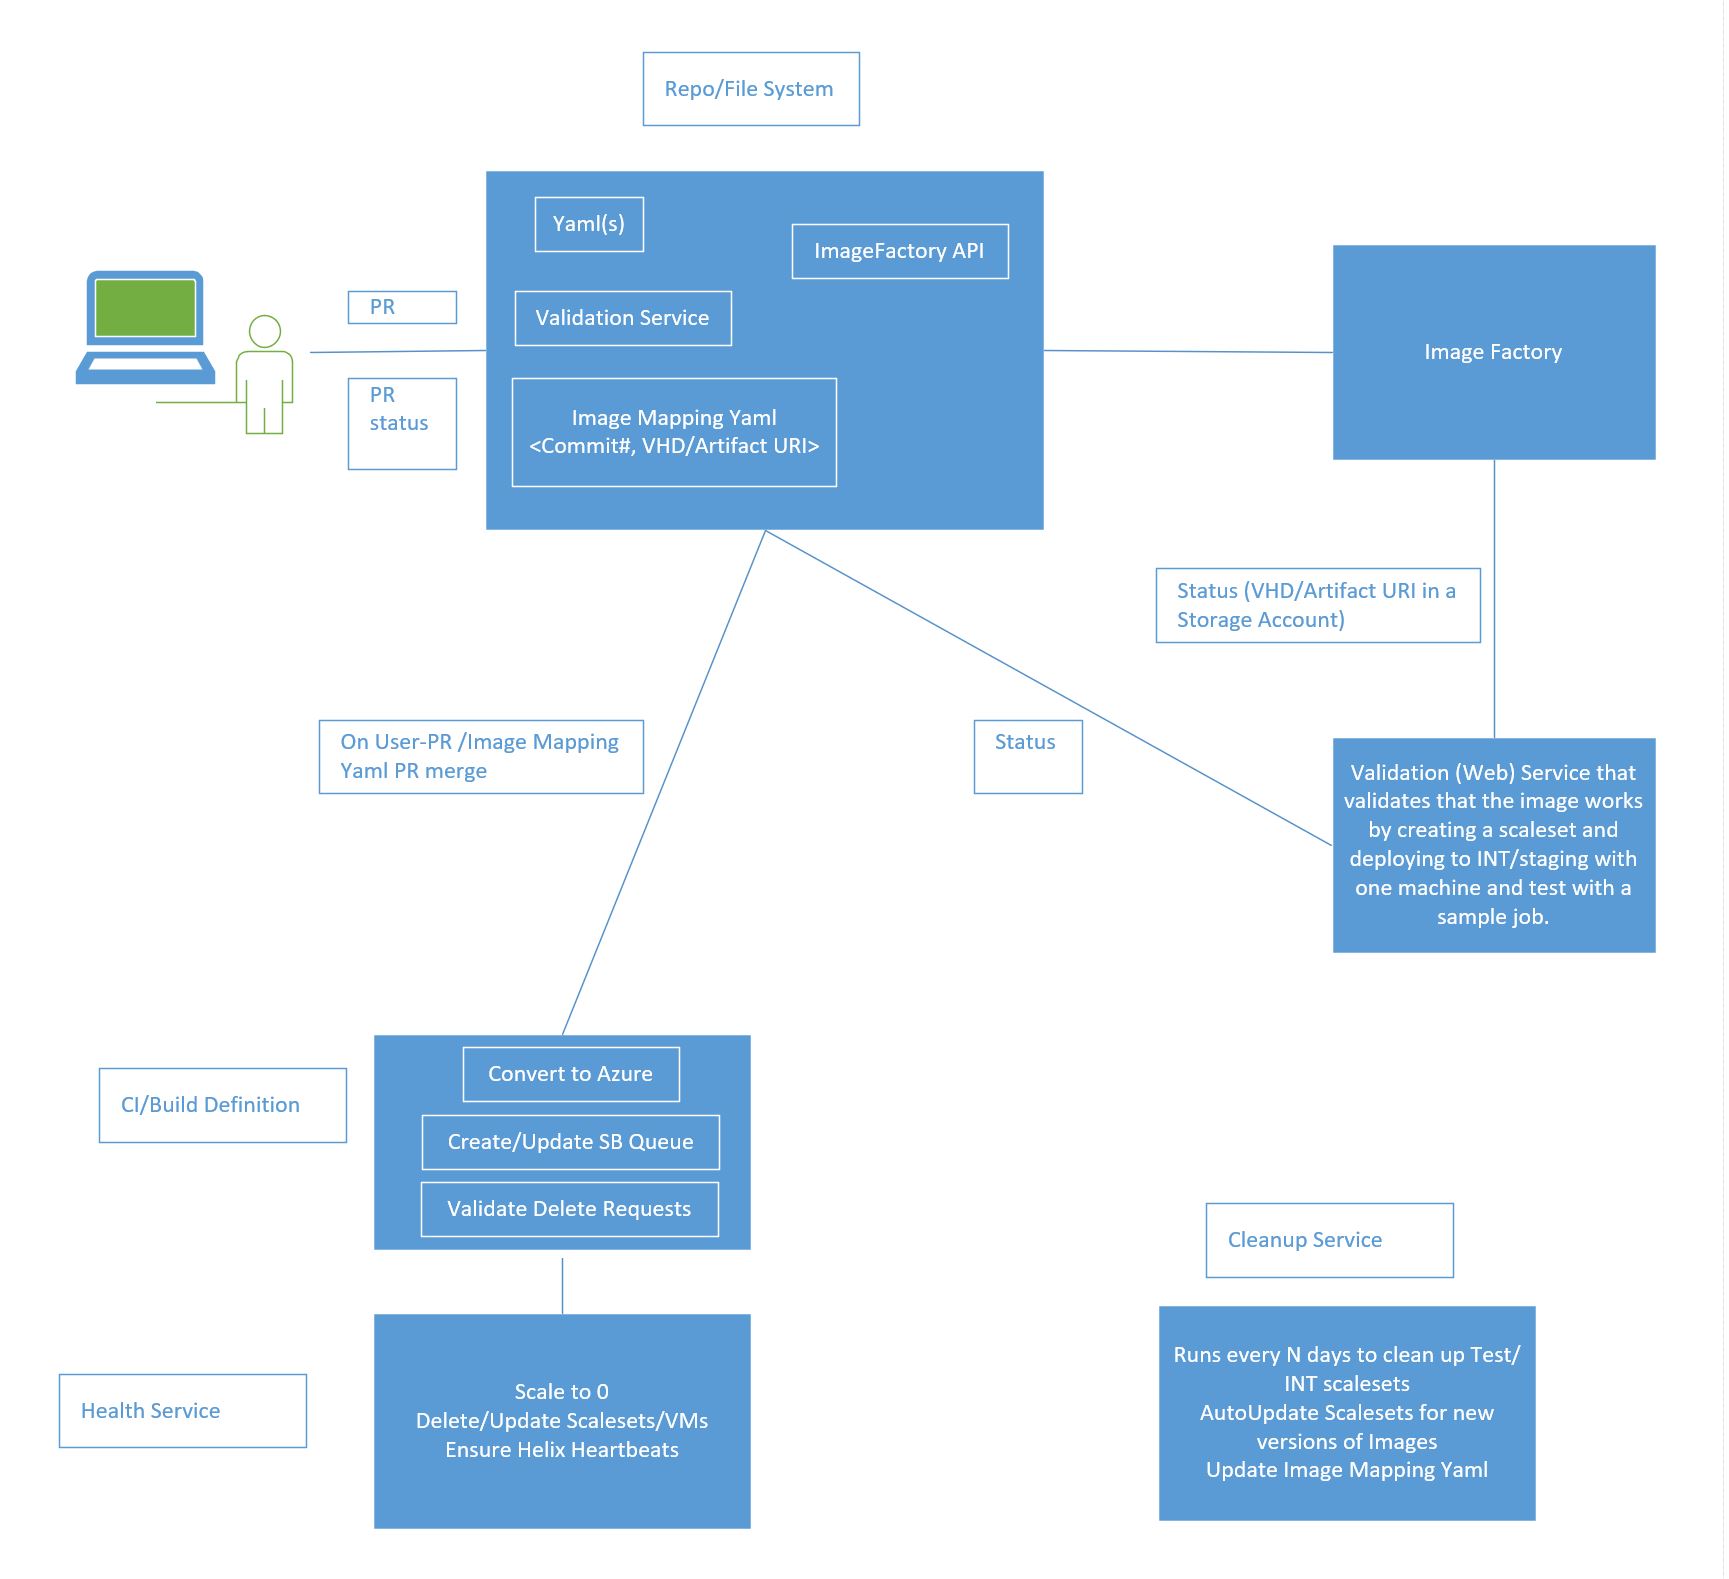 Repo/File System
Yaml(s)
ImageFactory API
PR
Validation Service
Image Factory
PR
status
Image Mapping Yaml
<Commit#, VHD/Artifact URI>
Status (VHD/Artifact URI in a
Storage Account)
On User-PR /Image Mapping
Yaml PR merge
Status
Validation (Web) Service that
validates that the image works
by creating a scaleset and
deploying to INT/staging with
one machine and test with a
sample job.
CI/Build Definition
Convert to Azure
Create/Update SB Queue
Validate Delete Requests
Cleanup Service
Health Service
Scale to 0
Delete/Update Scalesets/VMs
Ensure Helix Heartbeats
Runs every N days to clean up Test/
INT scalesets
AutoUpdate Scalesets for new
versions of Images
Update Image Mapping Yaml